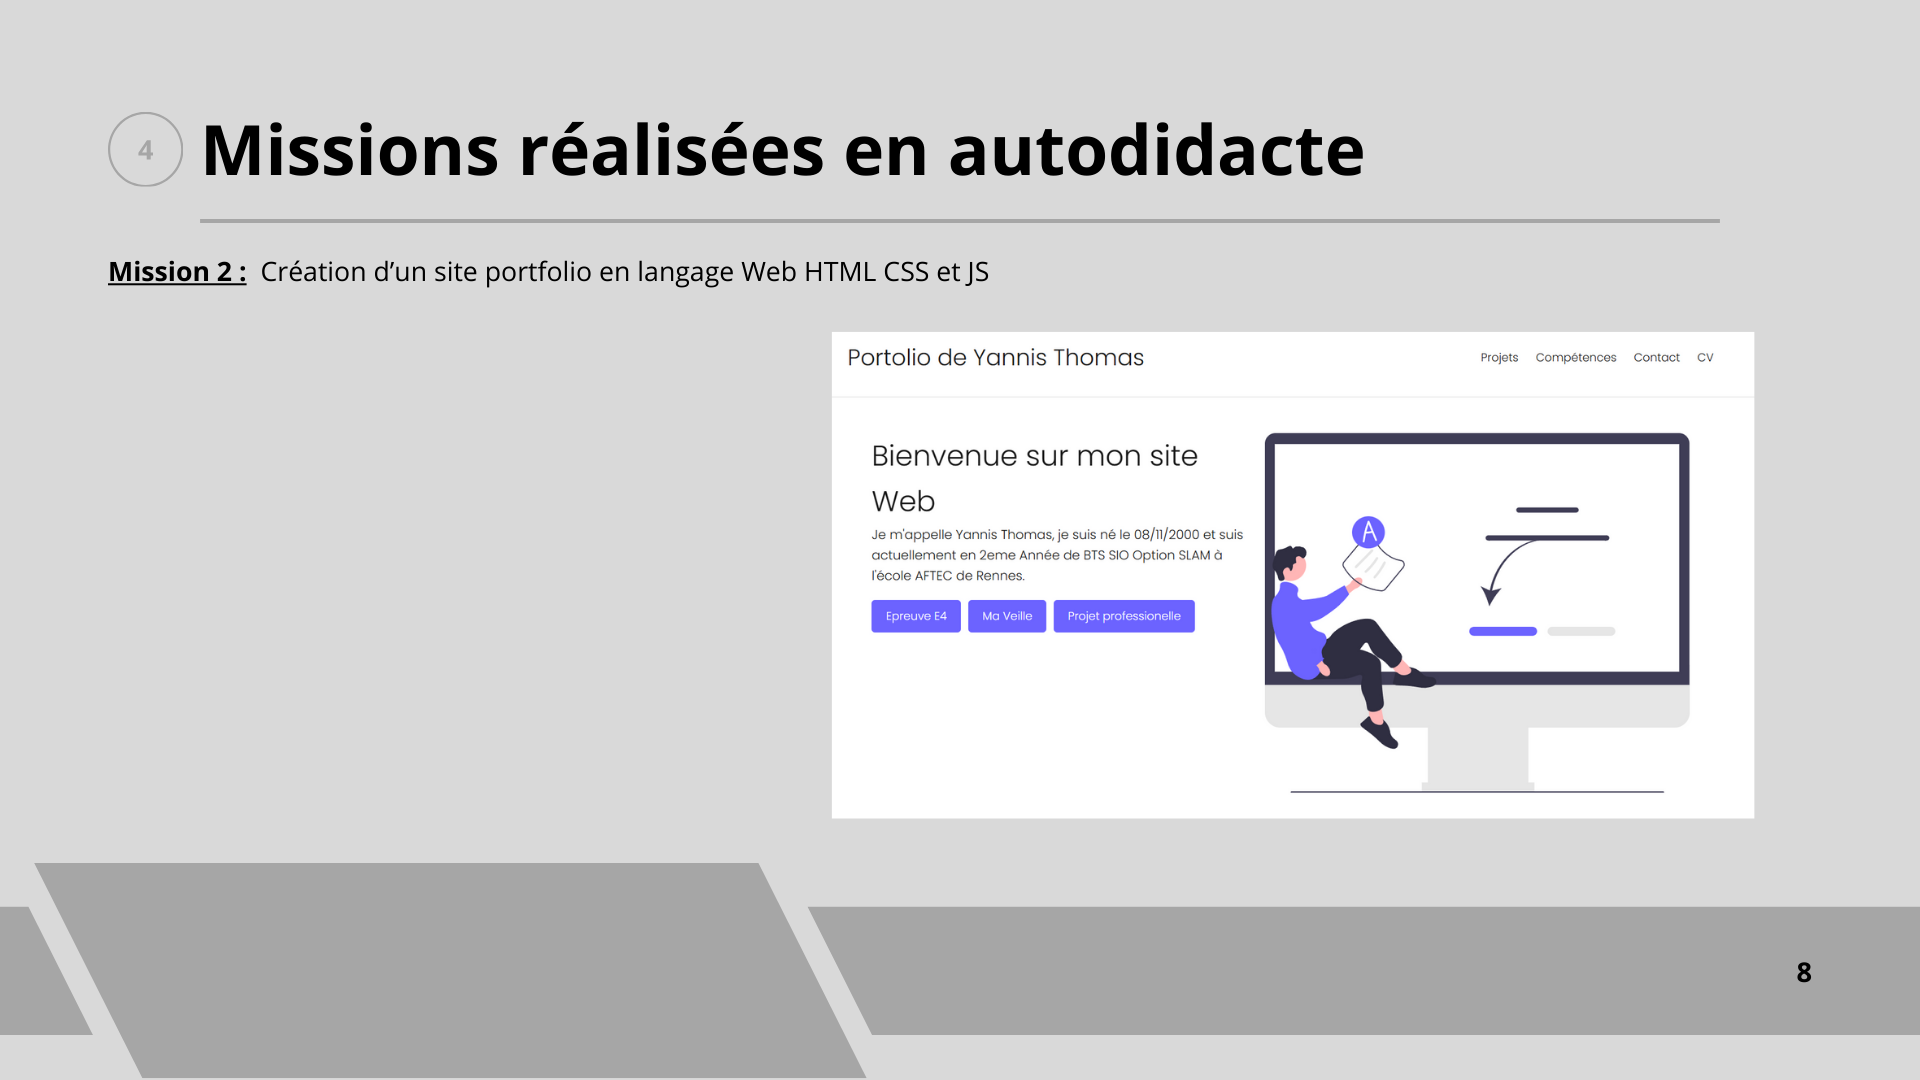 4
Missions réalisées en autodidacte
Mission 2 : Création d’un site portfolio en langage Web HTML CSS et JS
Portolio de Yannis Thomas
Projets Compétences Contact CV
Bienvenue sur mon site
Web
Je m'appelle Yannis Thomas, je suis né le 08/11/2000 et suis
actuellement en 2eme Année de BTS SIO Option SLAM à
l'école AFTEC de Rennes.
Epreuve E4 Ma Veille Projet professionelle
A
8